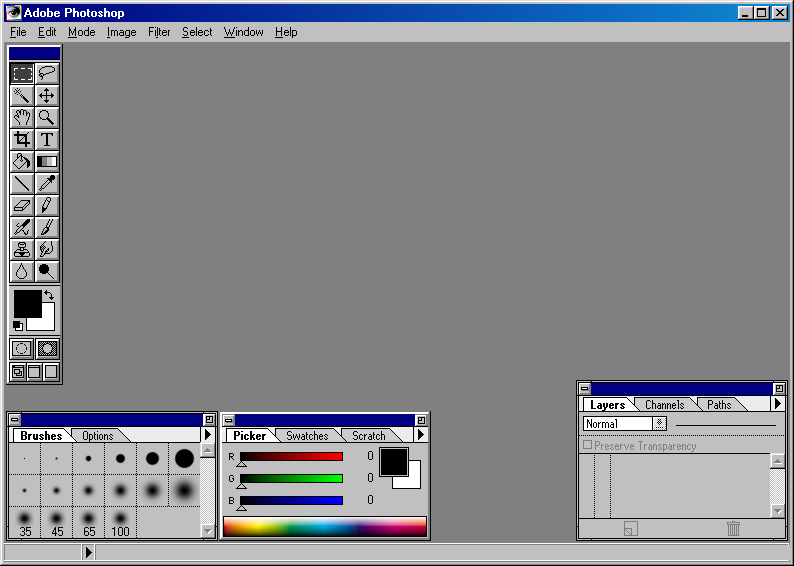 Adobe Photoshop
File Edit Mode Image Filter Select Window Help
T
Layers Channels Paths
Normal
Preserve Transparency
Brushes Options
35 45 65 100
Picker Swatches Scratch
R 0
G 0
B 0